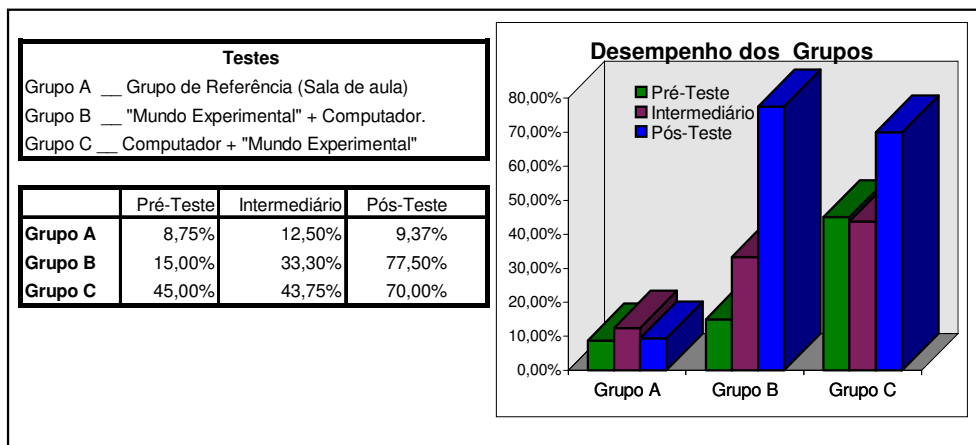 Testes
Grupo A __ Grupo de Referência (Sala de aula)
Grupo B __ "Mundo Experimental" + Computador.
Grupo C __ Computador + "Mundo Experimental"
Pré-Teste Intermediário Pós-Teste
Grupo A 8,75% 12,50% 9,37%
Grupo B 15,00% 33,30% 77,50%
Grupo C 45,00% 43,75% 70,00%
Desempenho dos Grupos
Pré-Teste
Intermediário
Pós-Teste
80,00%
70,00%
60,00%
50,00%
40,00%
30,00%
20,00%
10,00%
0,00%
Grupo A Grupo B Grupo C